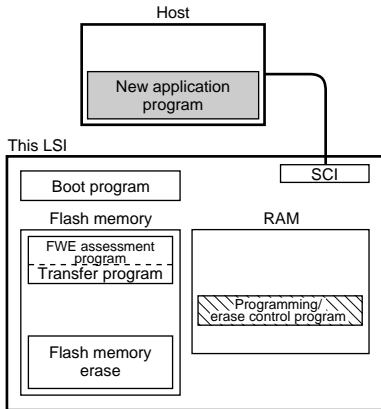 Host
New application
program
This LSI
SCI
Boot program
Flash memory
RAM
FWE assessment
program
Transfer program
Programming/
erase control program
Flash memory
erase